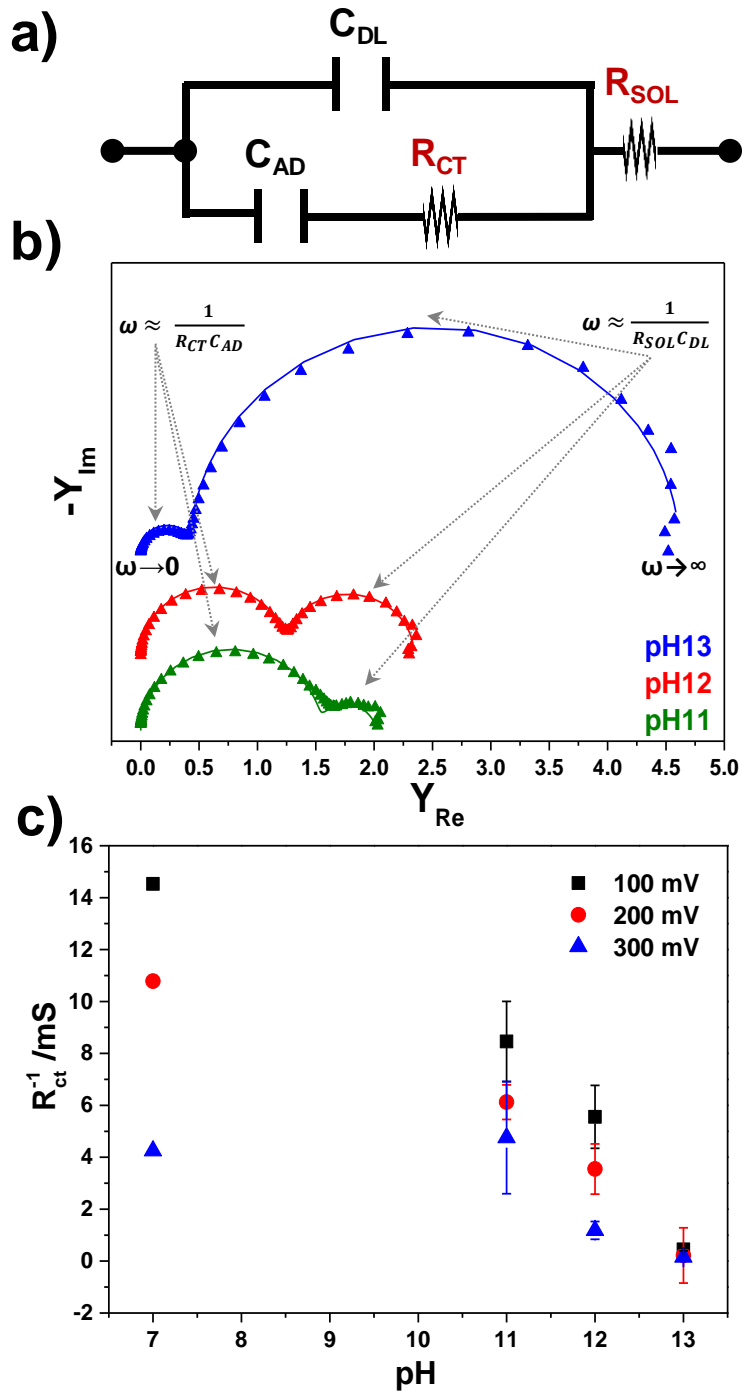 a)
C_DL
R_SOL
C_AD
R_CT
b)
ω ≈ 1/(R_CT C_AD)
ω ≈ 1/(R_SOL C_DL)
-Y_Im
ω→0
ω→∞
pH13
pH12
pH11
0.0 0.5 1.0 1.5 2.0 2.5 3.0 3.5 4.0 4.5 5.0
Y_Re
c)
16
14
12
10
8
6
4
2
0
-2
R_ct^-1 /mS
100 mV
200 mV
300 mV
7 8 9 10 11 12 13
pH